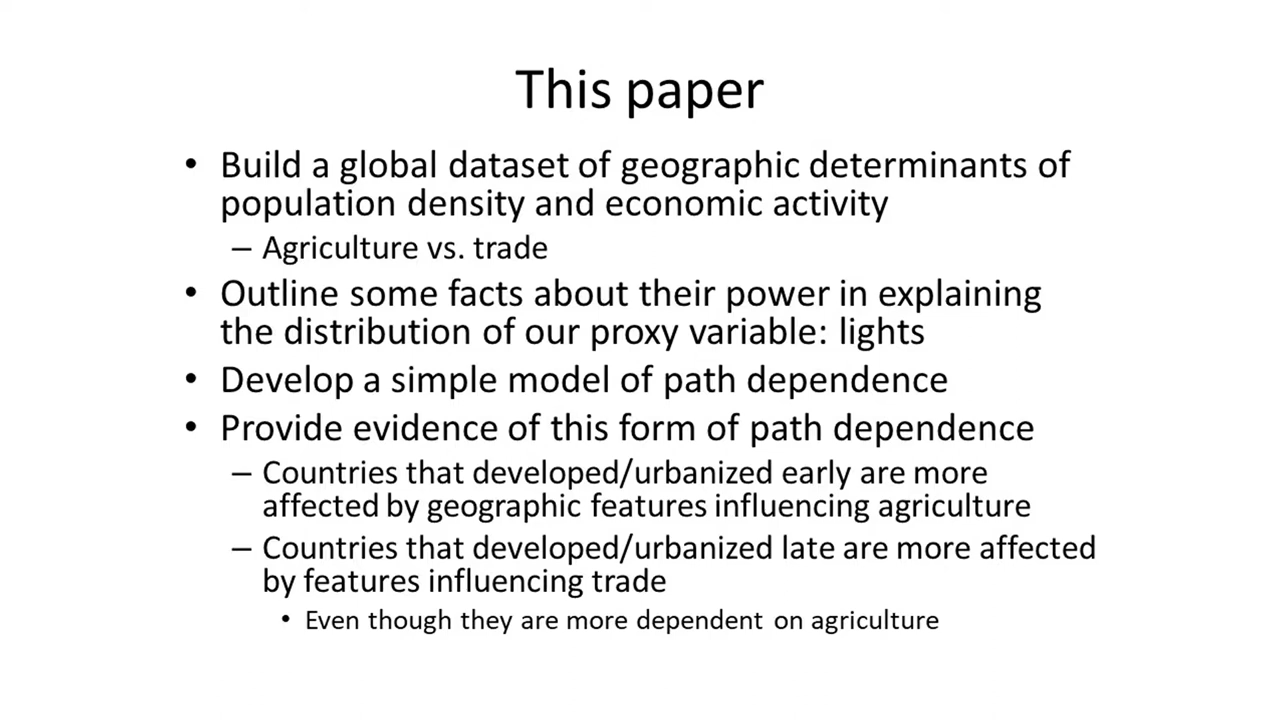 This paper
• Build a global dataset of geographic determinants of
population density and economic activity
– Agriculture vs. trade
• Outline some facts about their power in explaining
the distribution of our proxy variable: lights
• Develop a simple model of path dependence
• Provide evidence of this form of path dependence
– Countries that developed/urbanized early are more
affected by geographic features influencing agriculture
– Countries that developed/urbanized late are more affected
by features influencing trade
• Even though they are more dependent on agriculture